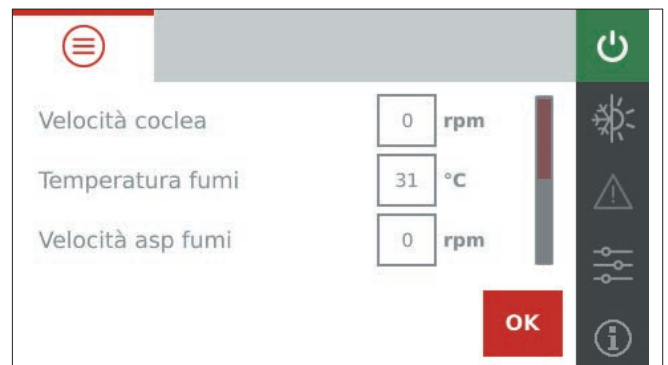 Velocità coclea 0 rpm
Temperatura fumi 31 °C
Velocità asp fumi 0 rpm
OK